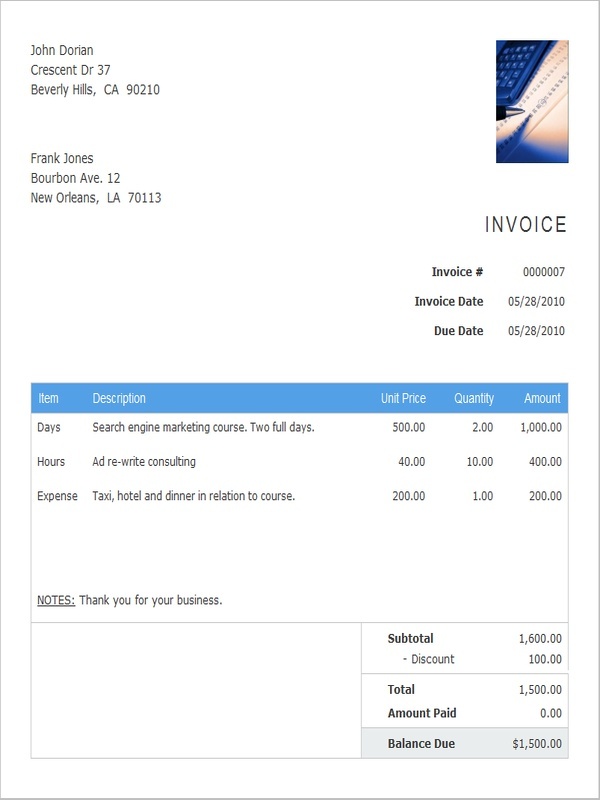 John Dorian
Crescent Dr 37
Beverly Hills, CA 90210
Frank Jones
Bourbon Ave. 12
New Orleans, LA 70113
INVOICE
Invoice # 0000007
Invoice Date 05/28/2010
Due Date 05/28/2010
Item Description Unit Price Quantity Amount
Days Search engine marketing course. Two full days. 500.00 2.00 1,000.00
Hours Ad re-write consulting 40.00 10.00 400.00
Expense Taxi, hotel and dinner in relation to course. 200.00 1.00 200.00
NOTES: Thank you for your business.
Subtotal 1,600.00
- Discount 100.00
Total 1,500.00
Amount Paid 0.00
Balance Due $1,500.00